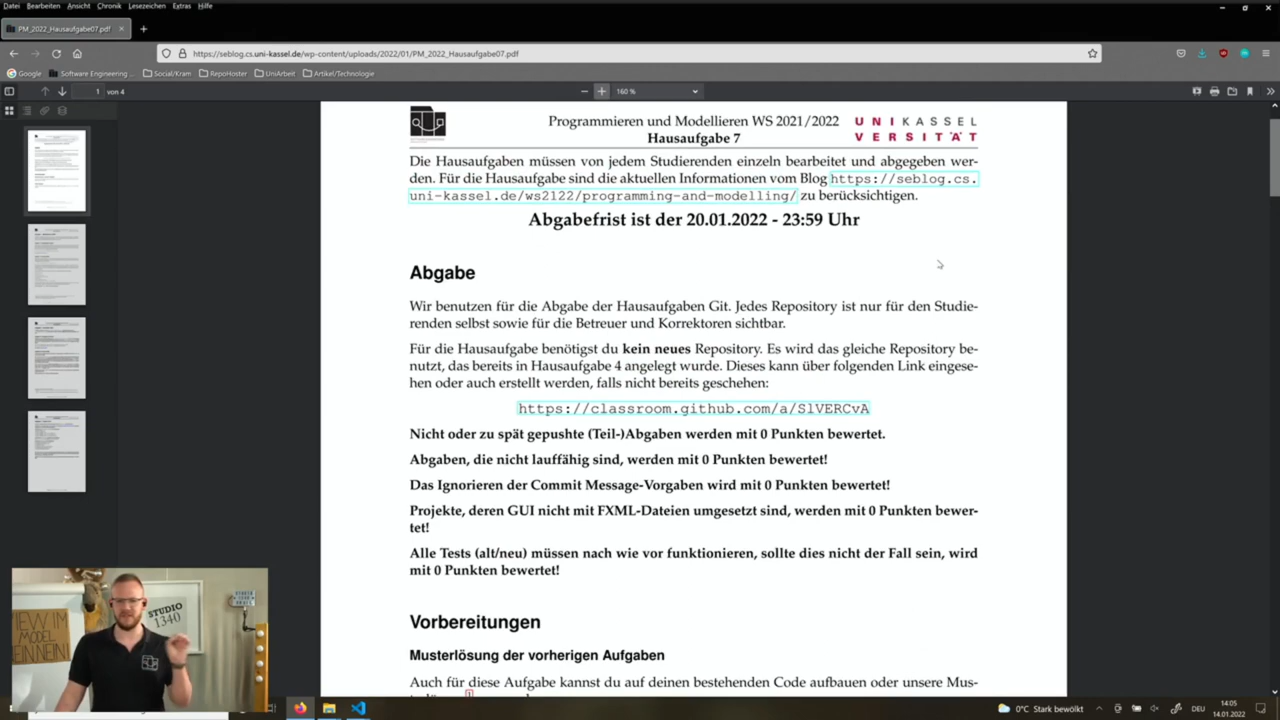 Datei Bearbeiten Ansicht Chronik Lesezeichen Extras Hilfe
PM_2022_Hausaufgabe07.pdf
https://seblog.cs.uni-kassel.de/wp-content/uploads/2022/01/PM_2022_Hausaufgabe07.pdf
Google Software Engineering ... Social/Kram RepoHoster UniArbeit Artikel/Technologie
1 von 4 160 %
Programmieren und Modellieren WS 2021/2022 UNIKASSEL
Hausaufgabe 7 VERSITÄT
Die Hausaufgaben müssen von jedem Studierenden einzeln bearbeitet und abgegeben wer-
den. Für die Hausaufgabe sind die aktuellen Informationen vom Blog https://seblog.cs.
uni-kassel.de/ws2122/programming-and-modelling/ zu berücksichtigen.
Abgabefrist ist der 20.01.2022 - 23:59 Uhr
Abgabe
Wir benutzen für die Abgabe der Hausaufgaben Git. Jedes Repository ist nur für den Studie-
renden selbst sowie für die Betreuer und Korrektoren sichtbar.
Für die Hausaufgabe benötigst du kein neues Repository. Es wird das gleiche Repository be-
nutzt, das bereits in Hausaufgabe 4 angelegt wurde. Dieses kann über folgenden Link eingese-
hen oder auch erstellt werden, falls nicht bereits geschehen:
https://classroom.github.com/a/SlVERCvA
Nicht oder zu spät gepushte (Teil-)Abgaben werden mit 0 Punkten bewertet.
Abgaben, die nicht lauffähig sind, werden mit 0 Punkten bewertet!
Das Ignorieren der Commit Message-Vorgaben wird mit 0 Punkten bewertet!
Projekte, deren GUI nicht mit FXML-Dateien umgesetzt sind, werden mit 0 Punkten bewer-
tet!
Alle Tests (alt/neu) müssen nach wie vor funktionieren, sollte dies nicht der Fall sein, wird
mit 0 Punkten bewertet!
Vorbereitungen
Musterlösung der vorherigen Aufgaben
Auch für diese Aufgabe kannst du auf deinen bestehenden Code aufbauen oder unsere Mus-
VIEW IM
MODEL
EIN NEIN!
STUDIO
1340
0°C Stark bewölkt DEU 14:05
14.01.2022